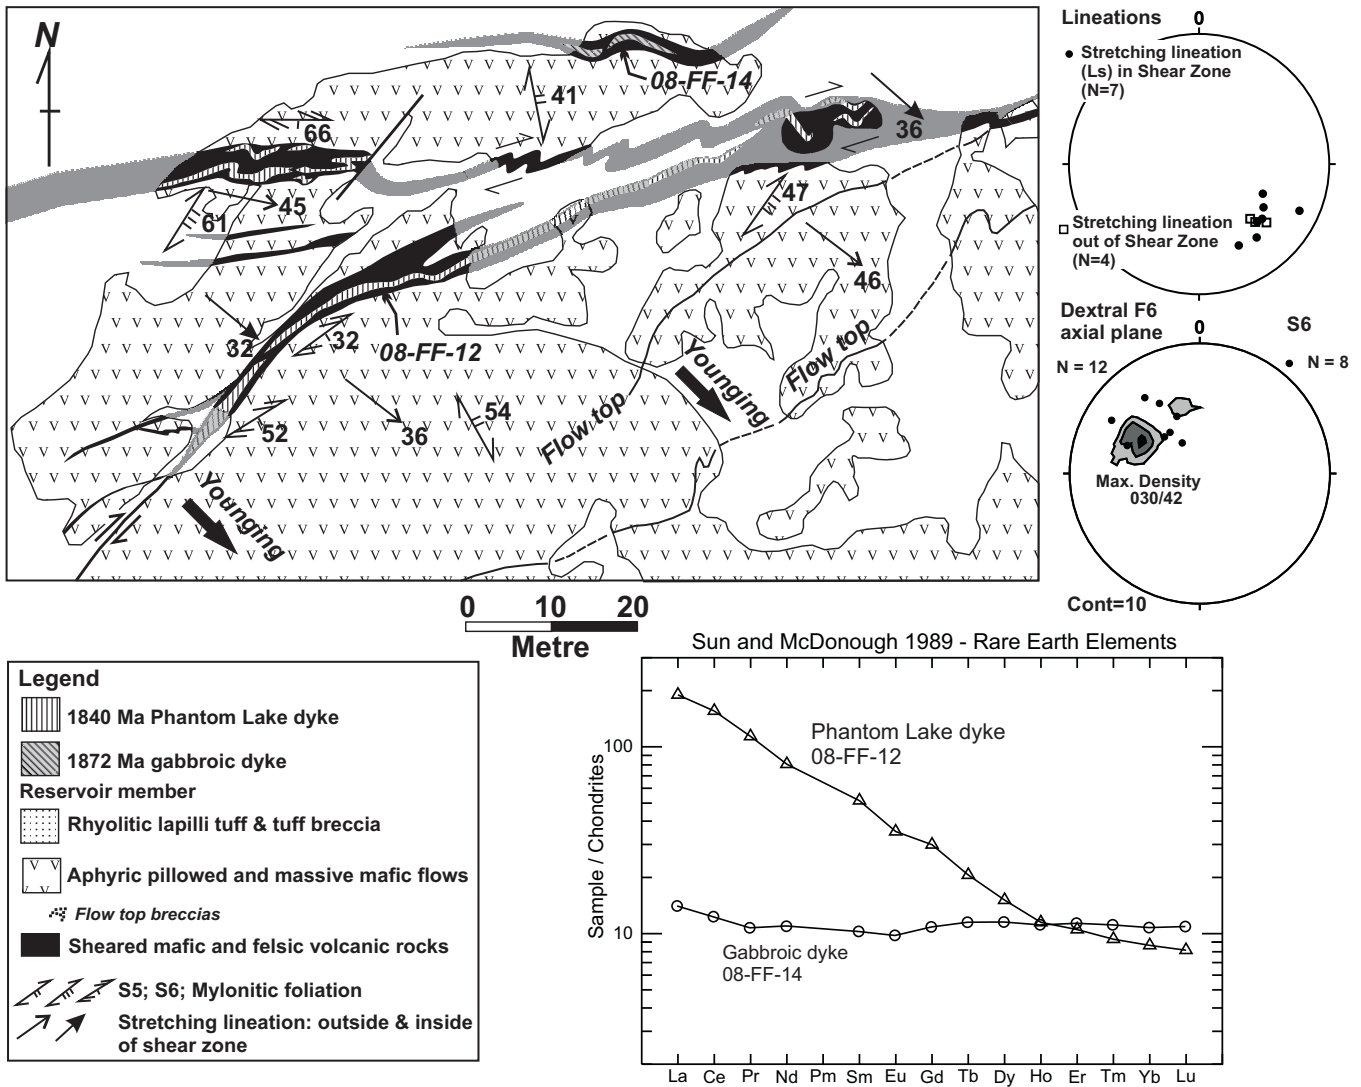 N
08-FF-14
41
66
36
45
61
47
46
32
32
08-FF-12
Younging
Flow top
54
52
36
Flow top
Younging
0 10 20
Metre
Lineations
0
Stretching lineation
(Ls) in Shear Zone
(N=7)
Stretching lineation
out of Shear Zone
(N=4)
Dextral F6
axial plane
0
S6
N = 12
N = 8
Max. Density
030/42
Cont=10
Legend
1840 Ma Phantom Lake dyke
1872 Ma gabbroic dyke
Reservoir member
Rhyolitic lapilli tuff & tuff breccia
V V V V
Aphyric pillowed and massive mafic flows
Flow top breccias
Sheared mafic and felsic volcanic rocks
S5; S6; Mylonitic foliation
Stretching lineation: outside & inside
of shear zone
Sun and McDonough 1989 - Rare Earth Elements
Sample / Chondrites
100
10
Phantom Lake dyke
08-FF-12
Gabbroic dyke
08-FF-14
La Ce Pr Nd Pm Sm Eu Gd Tb Dy Ho Er Tm Yb Lu